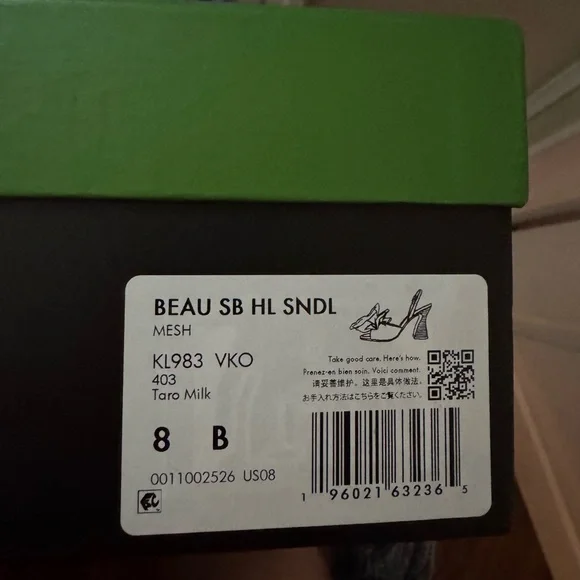 BEAU SB HL SNDL
MESH
KL983 VKO
403
Taro Milk
Take good care. Here's how.
Prenez-en bien soin. Voici comment.
请妥善维护。这里是具体做法。
お手入れ方法はこちらをご覧ください。
8 B
0011002526 US08
1 96021 63236 5